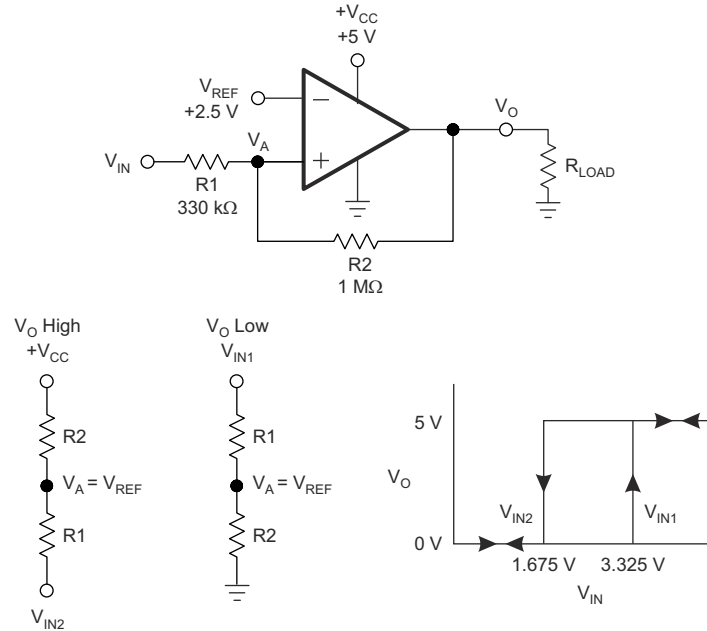 +VCC
+5 V
VREF
+2.5 V
VO
VA
VIN
R1
330 kΩ
RLOAD
R2
1 MΩ
VO High
+VCC
R2
VA = VREF
R1
VIN2
VO Low
VIN1
R1
VA = VREF
R2
5 V
VO
VIN2
VIN1
0 V
1.675 V
3.325 V
VIN